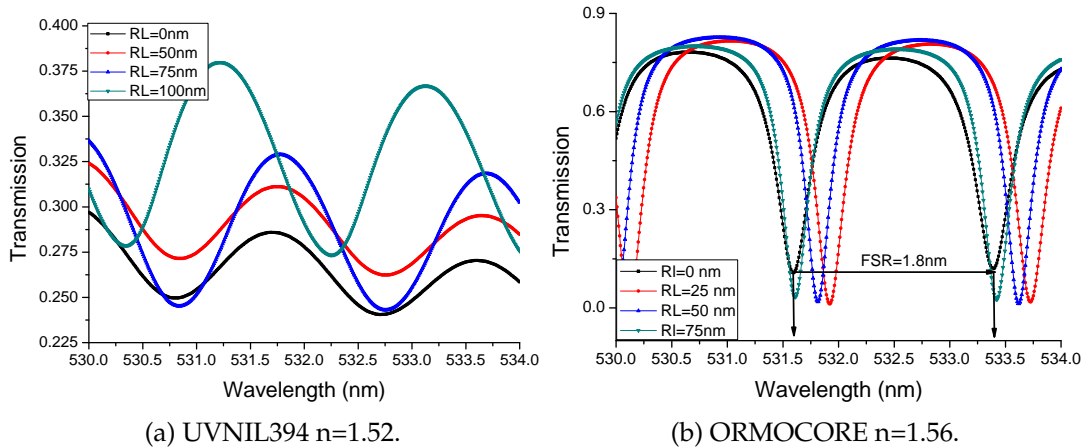 0.400
0.375
0.350
0.325
0.300
0.275
0.250
0.225
Transmission
RL=0nm
RL=50nm
RL=75nm
RL=100nm
530.0 530.5 531.0 531.5 532.0 532.5 533.0 533.5 534.0
Wavelength (nm)
(a) UVNIL394 n=1.52.
0.9
0.6
0.3
0.0
Transmission
FSR=1.8nm
Rl=0 nm
RL=25 nm
RL=50 nm
Rl=75nm
530.0 530.5 531.0 531.5 532.0 532.5 533.0 533.5 534.0
Wavelength (nm)
(b) ORMOCORE n=1.56.